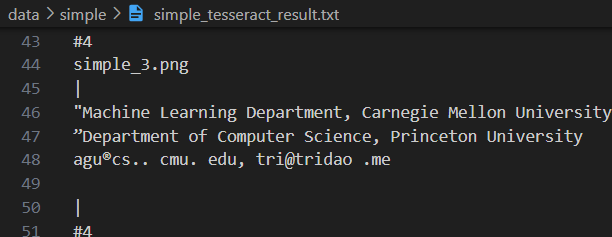 data > simple > simple_tesseract_result.txt
43 #4
44 simple_3.png
45 |
46 "Machine Learning Department, Carnegie Mellon University
47 ”Department of Computer Science, Princeton University
48 agu®cs.. cmu. edu, tri@tridao .me
49
50 |
51 #4